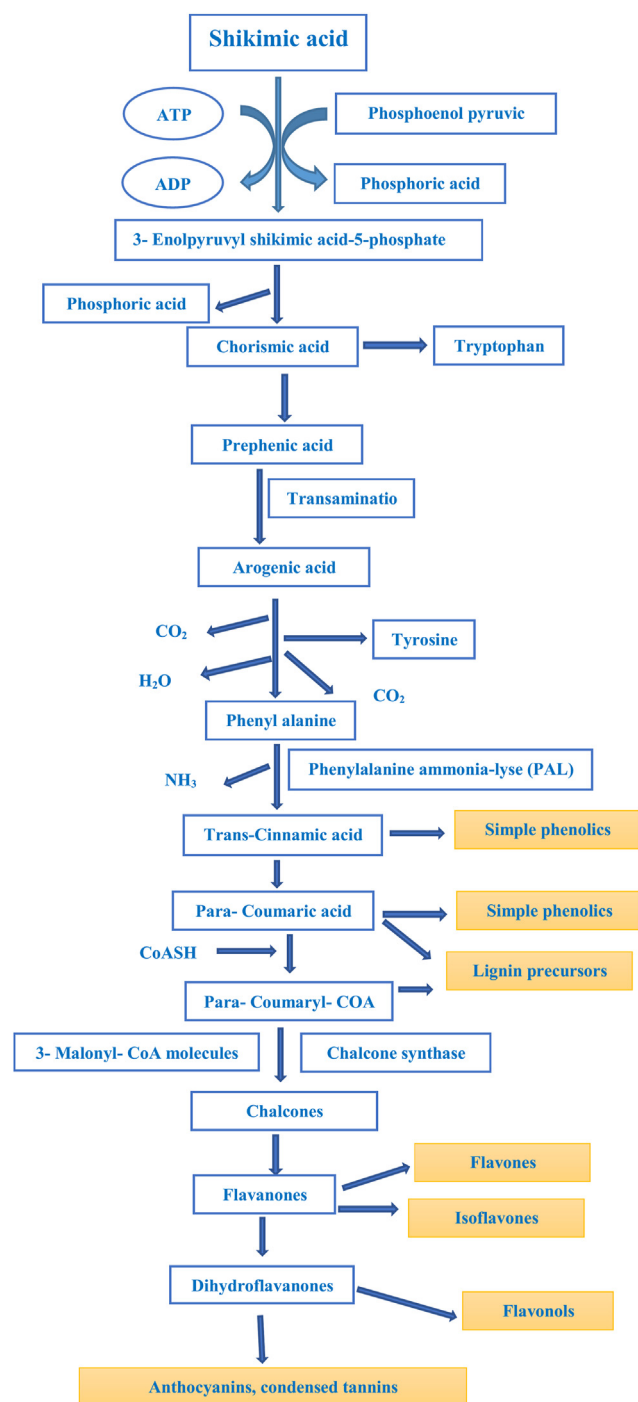 Shikimic acid
ATP
Phosphoenol pyruvic
ADP
Phosphoric acid
3- Enolpyruvyl shikimic acid-5-phosphate
Phosphoric acid
Chorismic acid
Tryptophan
Prephenic acid
Transaminatio
Arogenic acid
CO₂
Tyrosine
H₂O
CO₂
Phenyl alanine
Phenylalanine ammonia-lyse (PAL)
NH₃
Trans-Cinnamic acid
Simple phenolics
Para- Coumaric acid
Simple phenolics
CoASH
Lignin precursors
Para- Coumaryl- COA
3- Malonyl- CoA molecules
Chalcone synthase
Chalcones
Flavones
Flavanones
Isoflavones
Dihydroflavanones
Flavonols
Anthocyanins, condensed tannins